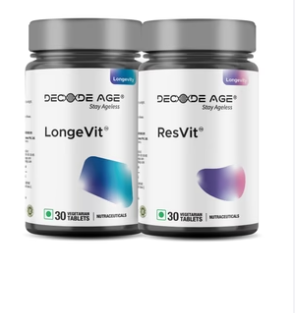 Longevity
DECODE AGE®
Stay Ageless
LongeVit®
30 VEGETARIAN TABLETS | NUTRACEUTICALS
Longevity
DECODE AGE®
Stay Ageless
ResVit®
30 VEGETARIAN TABLETS | NUTRACEUTICALS